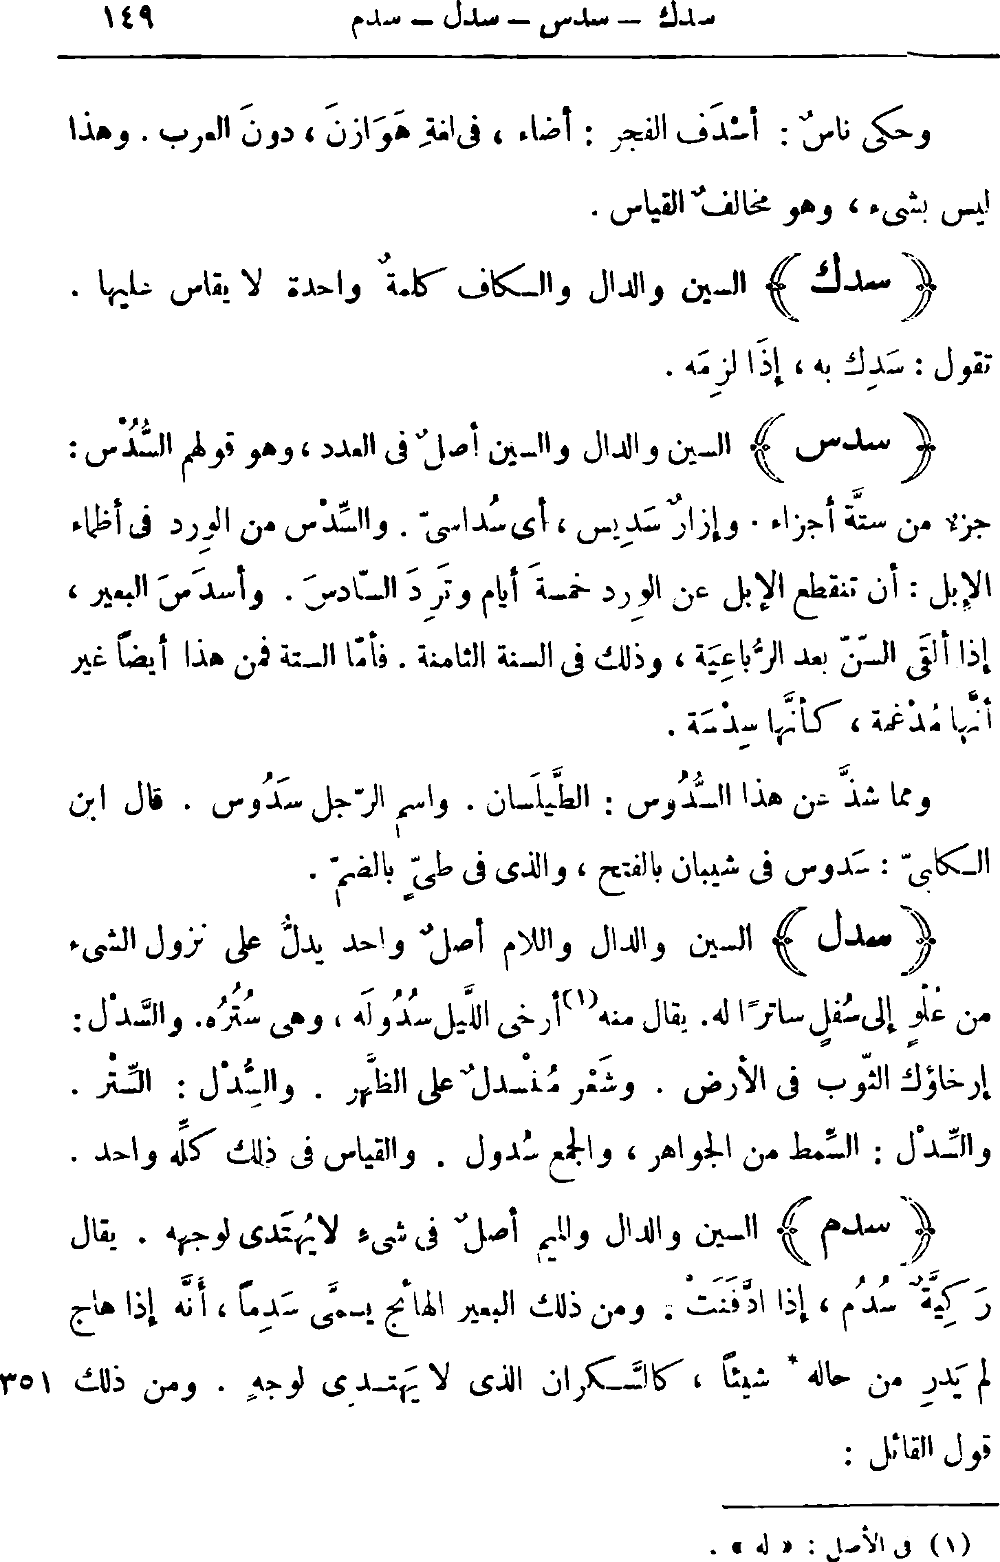 سدك — سدس — سدل — سدم ١٤٩
وحكى ناسٌ : أسْدَف الفجر : أضاء ، فى لغةِ هَوَازِنَ ، دونَ العرب . وهذا
ليس بشىء ، وهو مخالفٌ القياس .
﴿ سدك ﴾ السين والدال والكاف كلمةٌ واحدة لا يقاس عليها .
تقول : سَدِك به ، إذَا لزِمَه .
﴿ سدس ﴾ السين والدال والسين أصلٌ فى العدد ، وهو قولهم السُّدُْس :
جزءٌ من ستَّة أجزاء . وإزارٌ سَدِيس ، أى سُداسىّ . والسِّدْس من الوِرد فى أظماء
الإبل : أن تنقطع الإبل عن الوِرد خمسةَ أيام وتَرِدَ السّادسَ . وأسدَسَ البعير ،
إذا ألقَى السّنّ بعد الرَّباعِيَة ، وذلك فى السنة الثامنة . فأمّا الستة فمن هذا أيضاً غير
أنَّها مُدْغمة ، كأنَّها سِدْسَة .
ومما شذَّ عن هذا السُّدُوس : الطَّيلَسان . واسم الرّجل سَدُوس . قال ابن
الكلبىّ : سَدوس فى شيبان بالفتح ، والذى فى طىّءٍ بالضمّ .
﴿ سدل ﴾ السين والدال واللام أصلٌ واحد يدلُّ على نزول الشىء
من عُلْوٍ إلى سُفلٍ ساتراً له. يقال منه(١) أرخى اللَّيل سُدُولَه ، وهى سُتُرُه. والسَّدْل :
إرخاؤك الثّوب فى الأرض . وشَعْر مُنْسدلٌ على الظَّهر . والسُِّدْل : السِّتْر .
والسِّدْل : السِّمط من الجواهر ، والجمع سُدول . والقياس فى ذلك كلِّه واحد .
﴿ سدم ﴾ السين والدال والميم أصلٌ فى شىءٍ لا يُهتَدى لوجهه . يقال
رَكِيَّةٌ سُدُم ، إذا ادَّفَنَتْ . ومن ذلك البعير الهائج يسمَّى سَدِماً ، أنَّه إذا هاج
لم يَدرِ من حاله * شيئاً ، كالسَّكران الذى لا يَهتدِى لوجهٍ . ومن ذلك ٣٥١
قول القائل :
(١) فى الأصل : « له » .